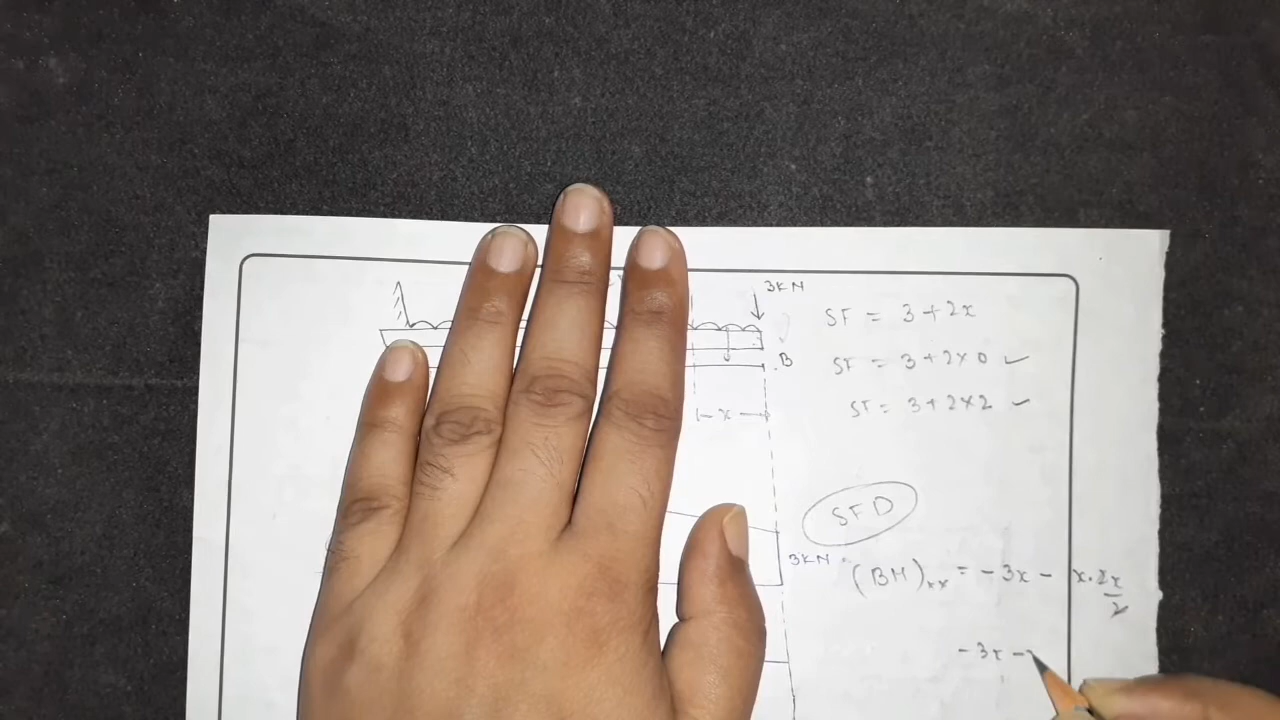 3KN
SF = 3+2x
B
SF = 3+2×0 ✓
x
SF = 3+2×2 ✓
SFD
3KN
(BM)xx = -3x - x.2x/2
-3x -